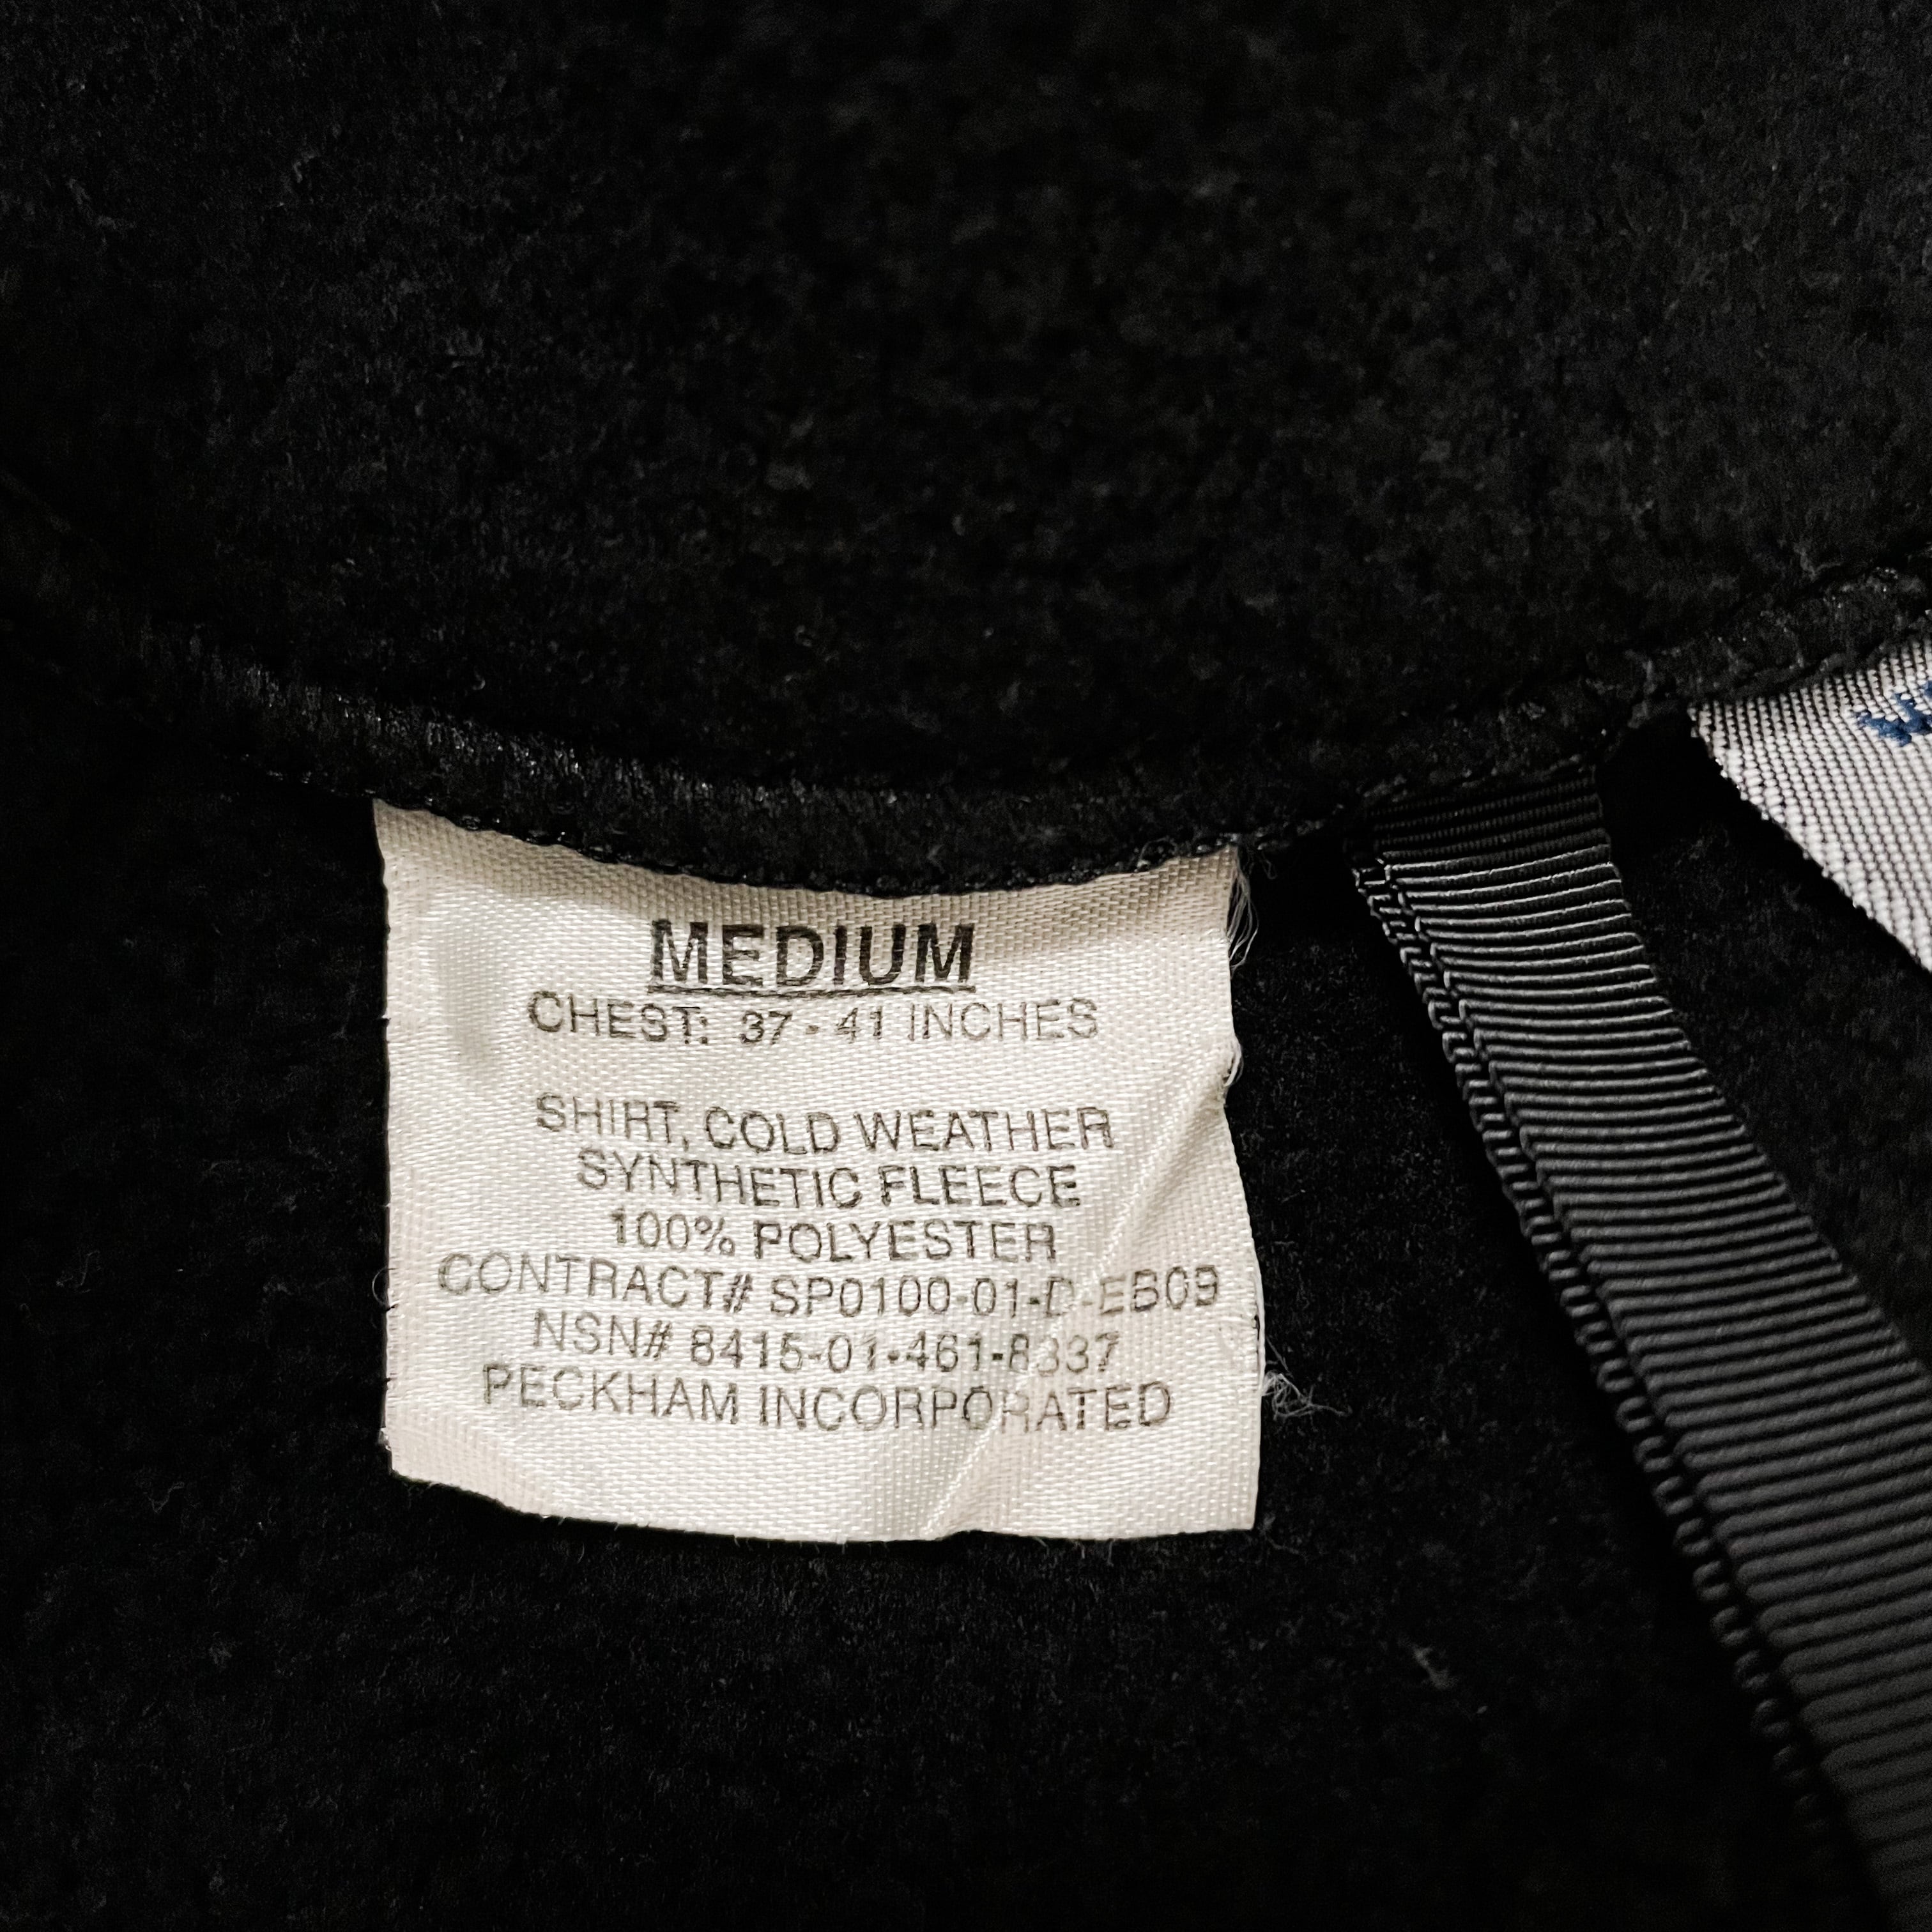 MEDIUM
CHEST: 37 - 41 INCHES
SHIRT, COLD WEATHER
SYNTHETIC FLEECE
100% POLYESTER
CONTRACT# SP0100-01-D-EB09
NSN# 8415-01-461-8337
PECKHAM INCORPORATED